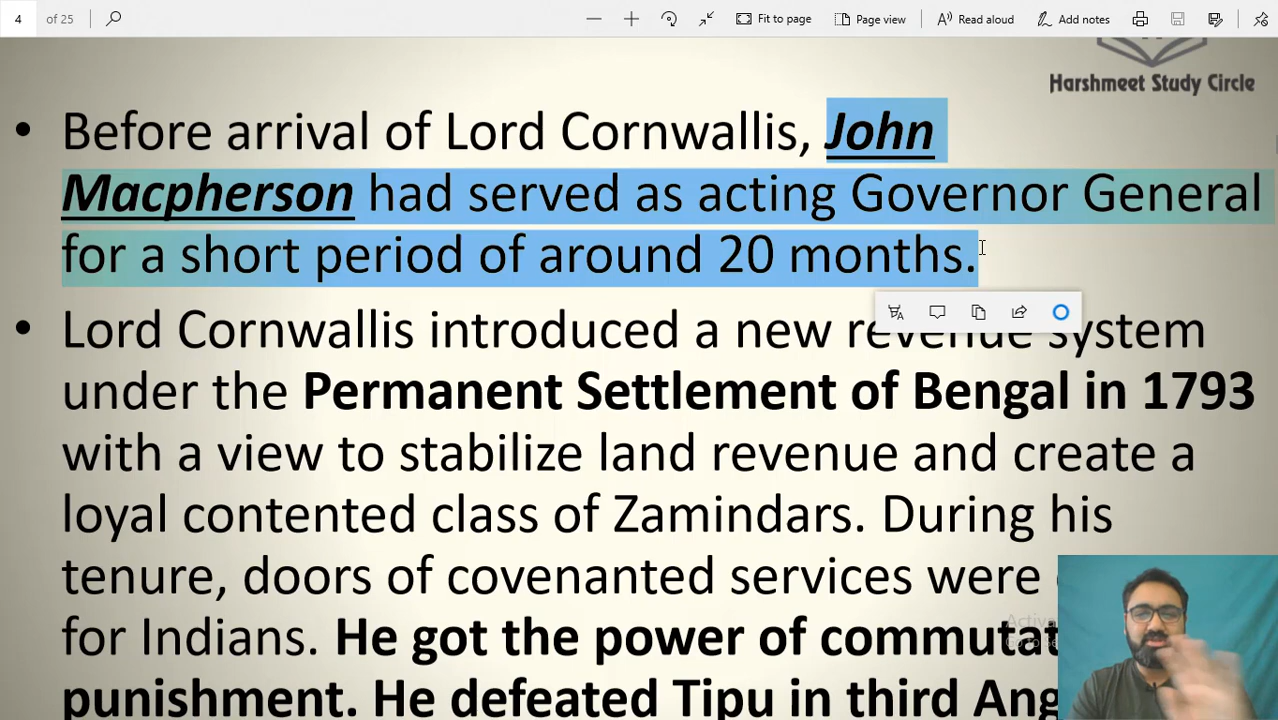 4 of 25 Fit to page Page view Read aloud Add notes
Harshmeet Study Circle
• Before arrival of Lord Cornwallis, John
Macpherson had served as acting Governor General
for a short period of around 20 months.
• Lord Cornwallis introduced a new revenue system
under the Permanent Settlement of Bengal in 1793
with a view to stabilize land revenue and create a
loyal contented class of Zamindars. During his
tenure, doors of covenanted services were
for Indians. He got the power of
punishment. He defeated Tipu in third